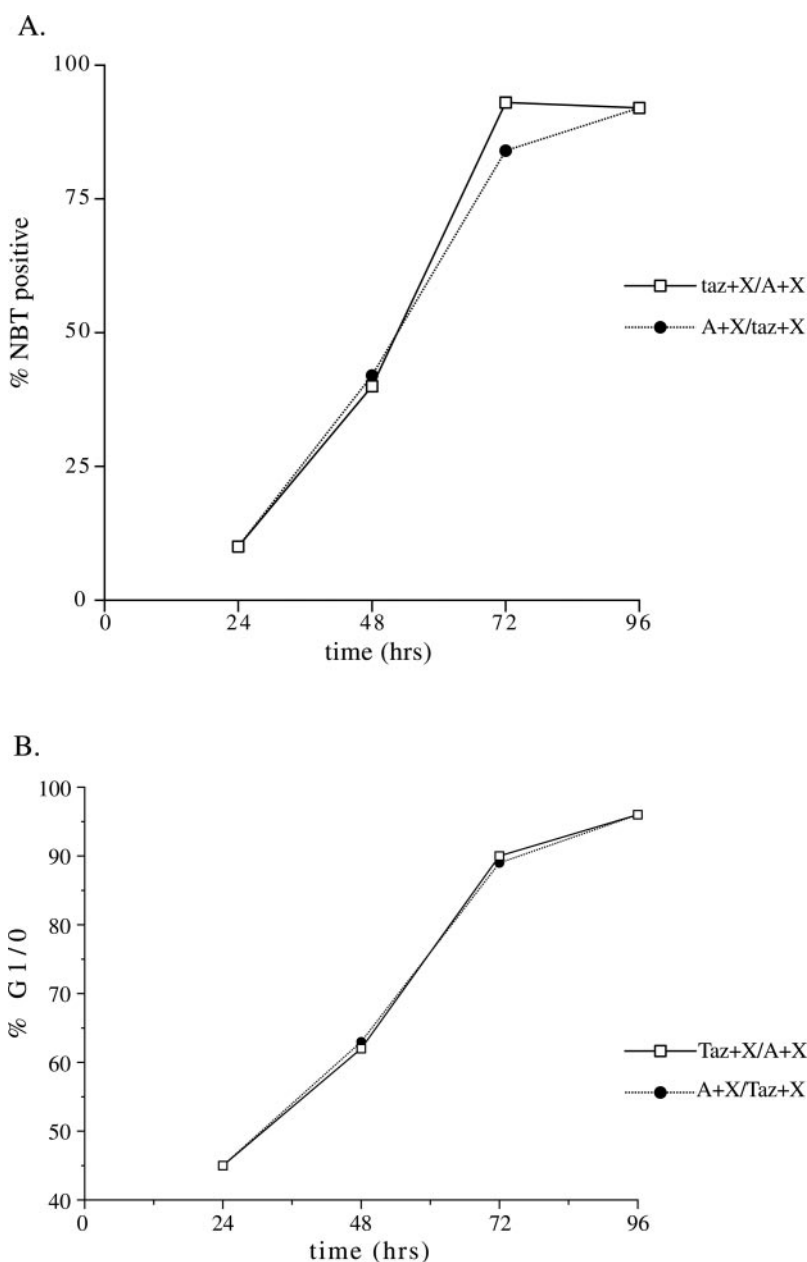 A.
100
75
50
25
0
0 24 48 72 96
% NBT positive
time (hrs)
taz+X/A+X
A+X/taz+X
B.
100
90
80
70
60
50
40
0 24 48 72 96
% G1/0
time (hrs)
Taz+X/A+X
A+X/Taz+X